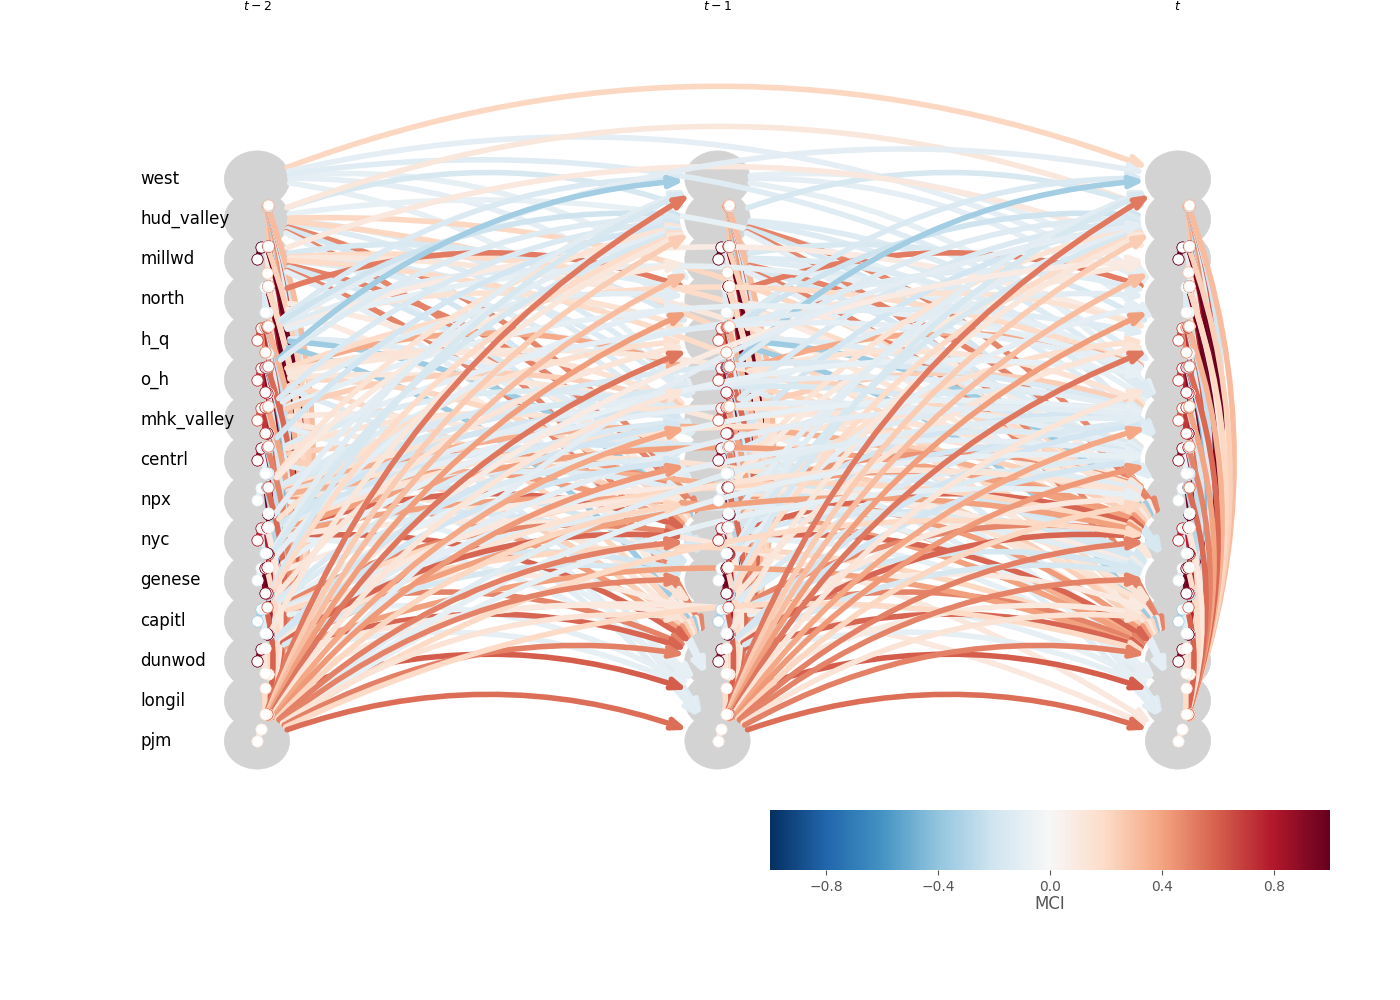 t − 2 t − 1 t
west
hud_valley
millwd
north
h_q
o_h
mhk_valley
centrl
npx
nyc
genese
capitl
dunwod
longil
pjm
−0.8 −0.4 0.0 0.4 0.8
MCI